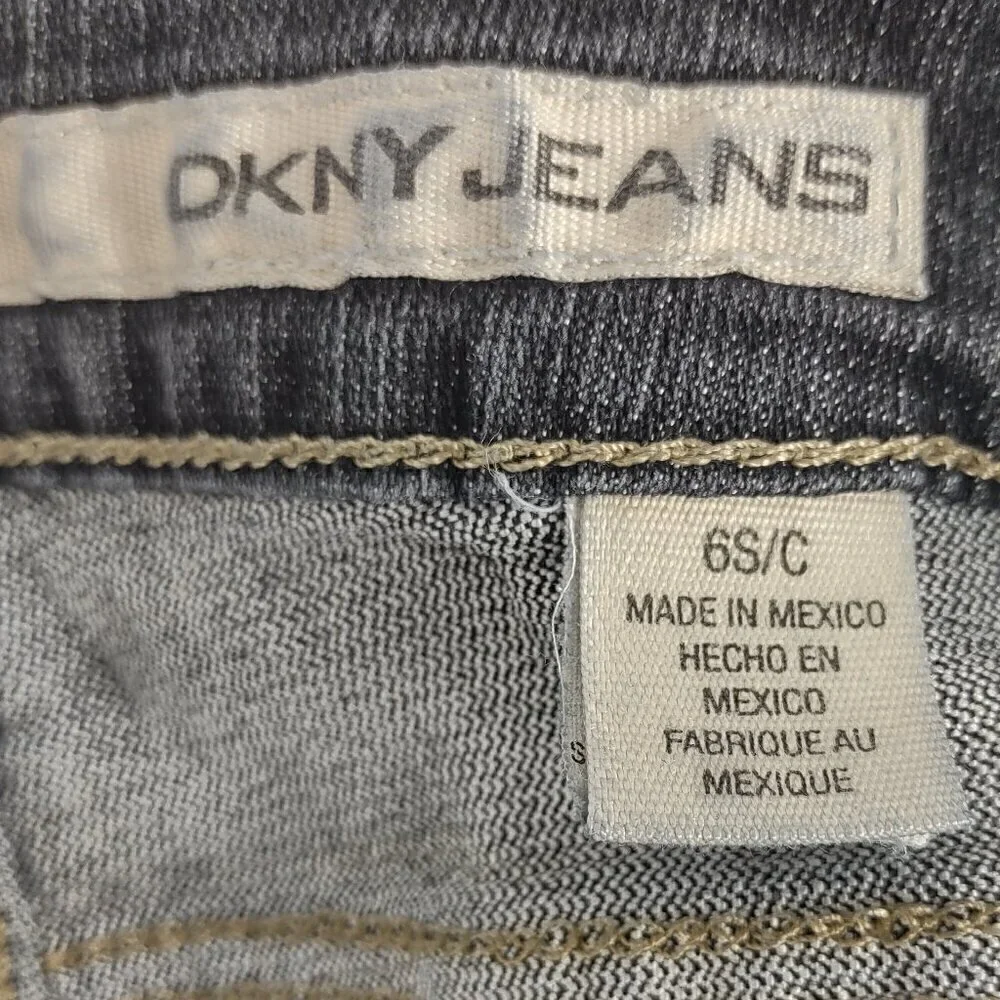 DKNY JEANS
6S/C
MADE IN MEXICO
HECHO EN
MEXICO
FABRIQUE AU
MEXIQUE
S